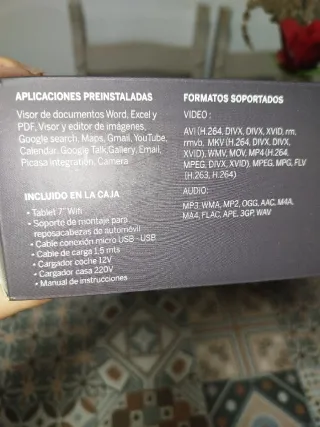 APLICACIONES PREINSTALADAS
Visor de documentos Word, Excel y
PDF, Visor y editor de imágenes,
Google search, Maps, Gmail, YouTube,
Calendar, Google Talk,Gallery, Email,
Picasa integration, Camera
INCLUIDO EN LA CAJA
• Tablet 7" Wifi
• Soporte de montaje para
reposacabezas de automóvil
• Cable conexión micro USB-USB
• Cable de carga 1.5 mts
• Cargador coche 12V
• Cargador casa 220V
• Manual de instrucciones
FORMATOS SOPORTADOS
VIDEO :
AVI (H.264, DIVX, DIVX, XVID, rm,
rmvb, MKV (H.264, DIVX, DIVX,
XVID), WMV, MOV, MP4 (H.264,
MPEG, DIVX, XVID), MPEG, MPG, FLV
(H.263, H.264)
AUDIO:
MP3, WMA, MP2, OGG, AAC, M4A,
MA4, FLAC, APE, 3GP, WAV